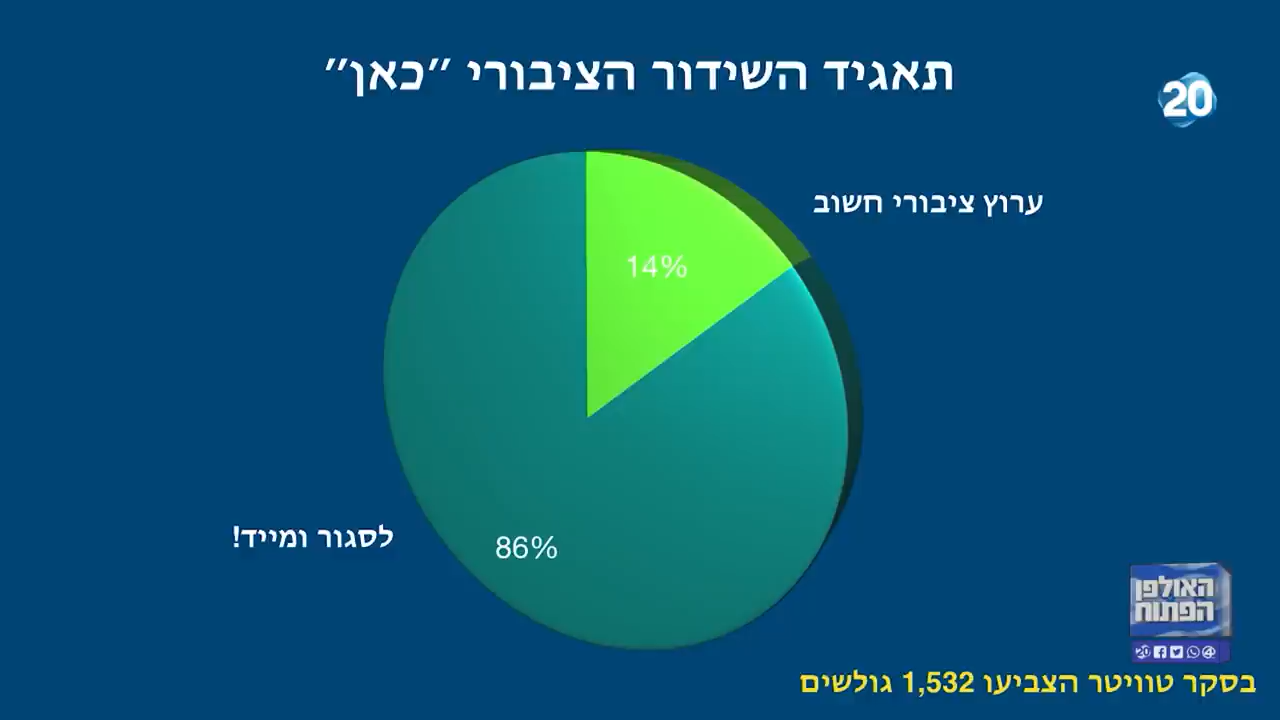 תאגיד השידור הציבורי ״כאן״
20
ערוץ ציבורי חשוב
14%
לסגור ומייד!
86%
האולפן
הפתוח
20
בסקר טוויטר הצביעו 1,532 גולשים